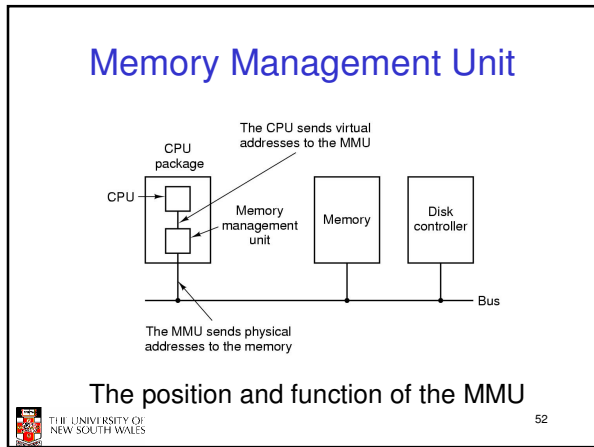 Memory Management Unit
The CPU sends virtual
addresses to the MMU
CPU
package
CPU
Memory
management
unit
Memory
Disk
controller
Bus
The MMU sends physical
addresses to the memory
The position and function of the MMU
THE UNIVERSITY OF
NEW SOUTH WALES
52